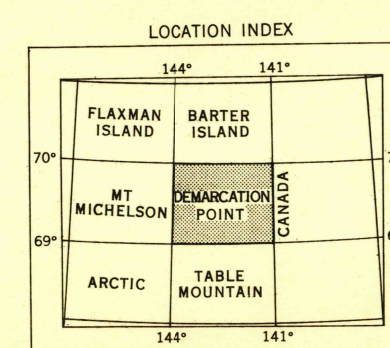 LOCATION INDEX
144° 141°
FLAXMAN ISLAND BARTER ISLAND
70°
MT MICHELSON DEMARCATION POINT CANADA
69°
ARCTIC TABLE MOUNTAIN
144° 141°